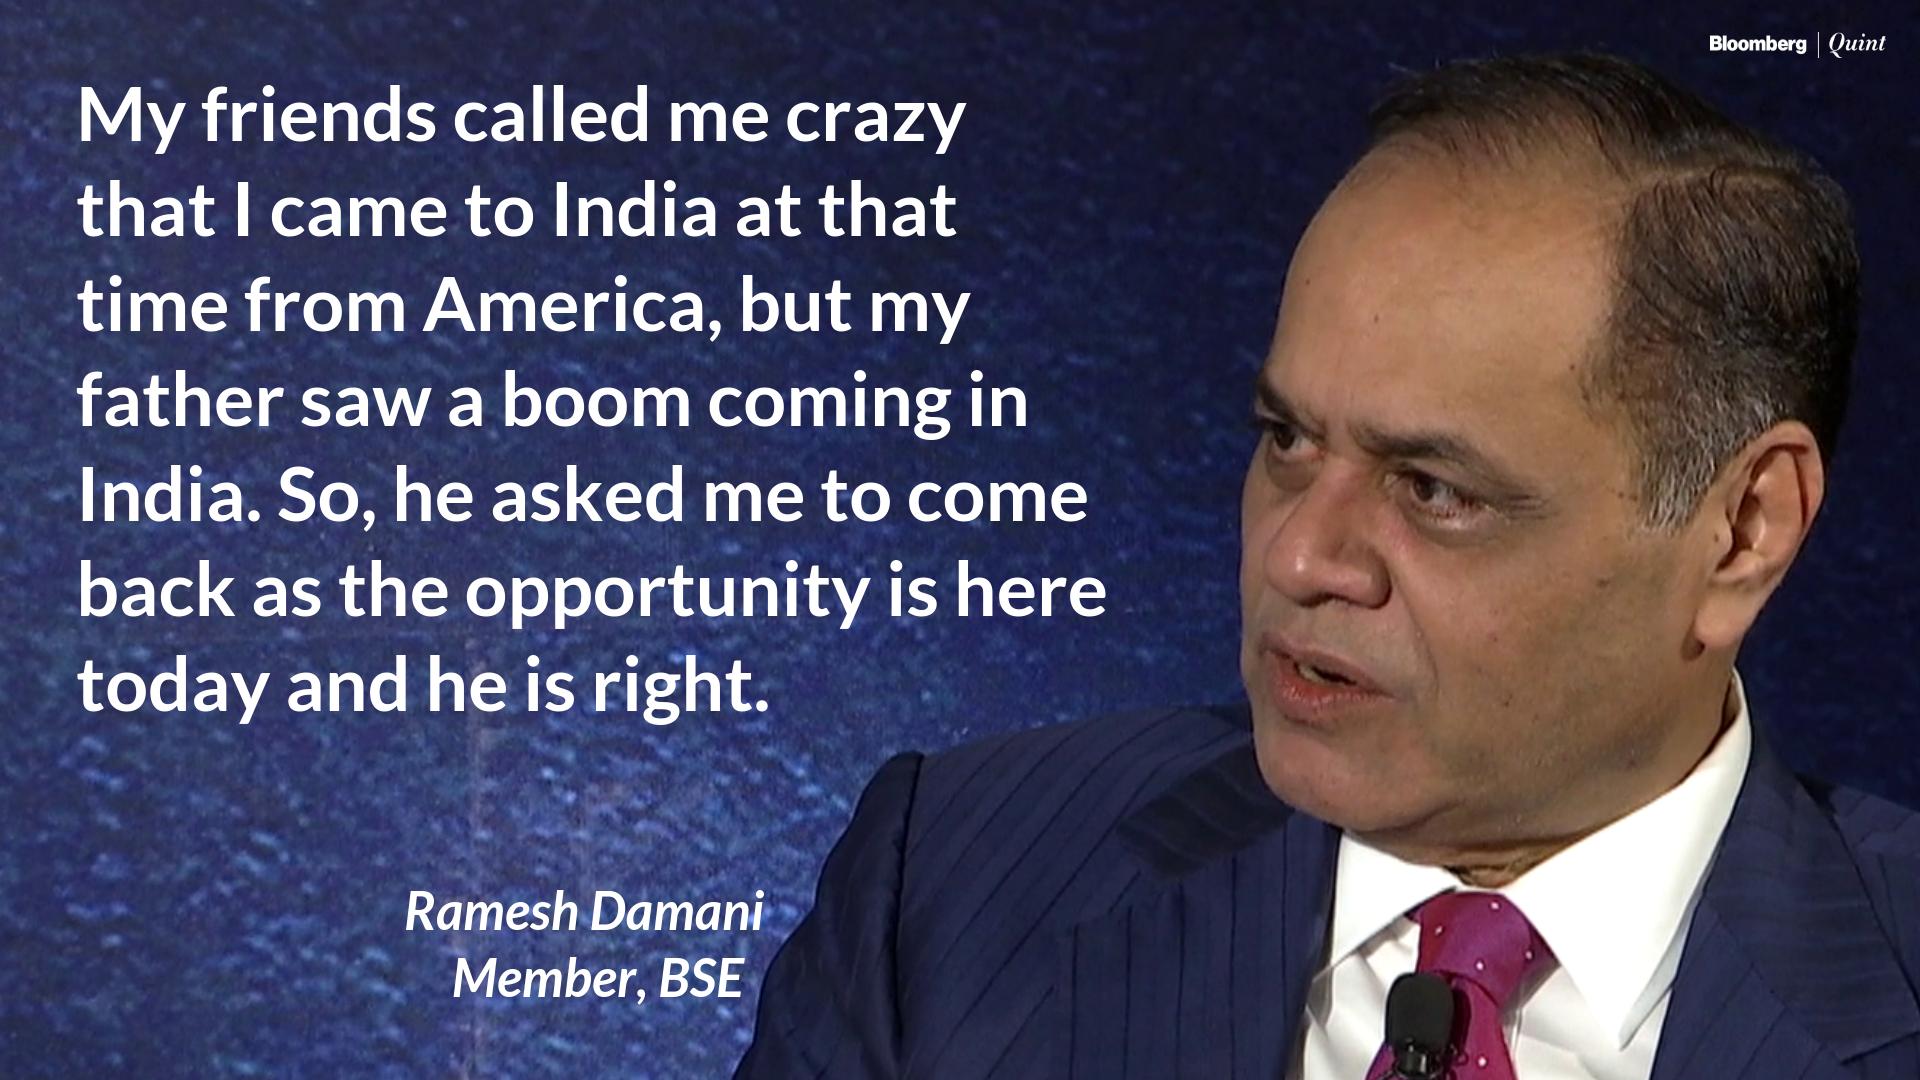 Bloomberg | Quint
My friends called me crazy
that I came to India at that
time from America, but my
father saw a boom coming in
India. So, he asked me to come
back as the opportunity is here
today and he is right.
Ramesh Damani
Member, BSE